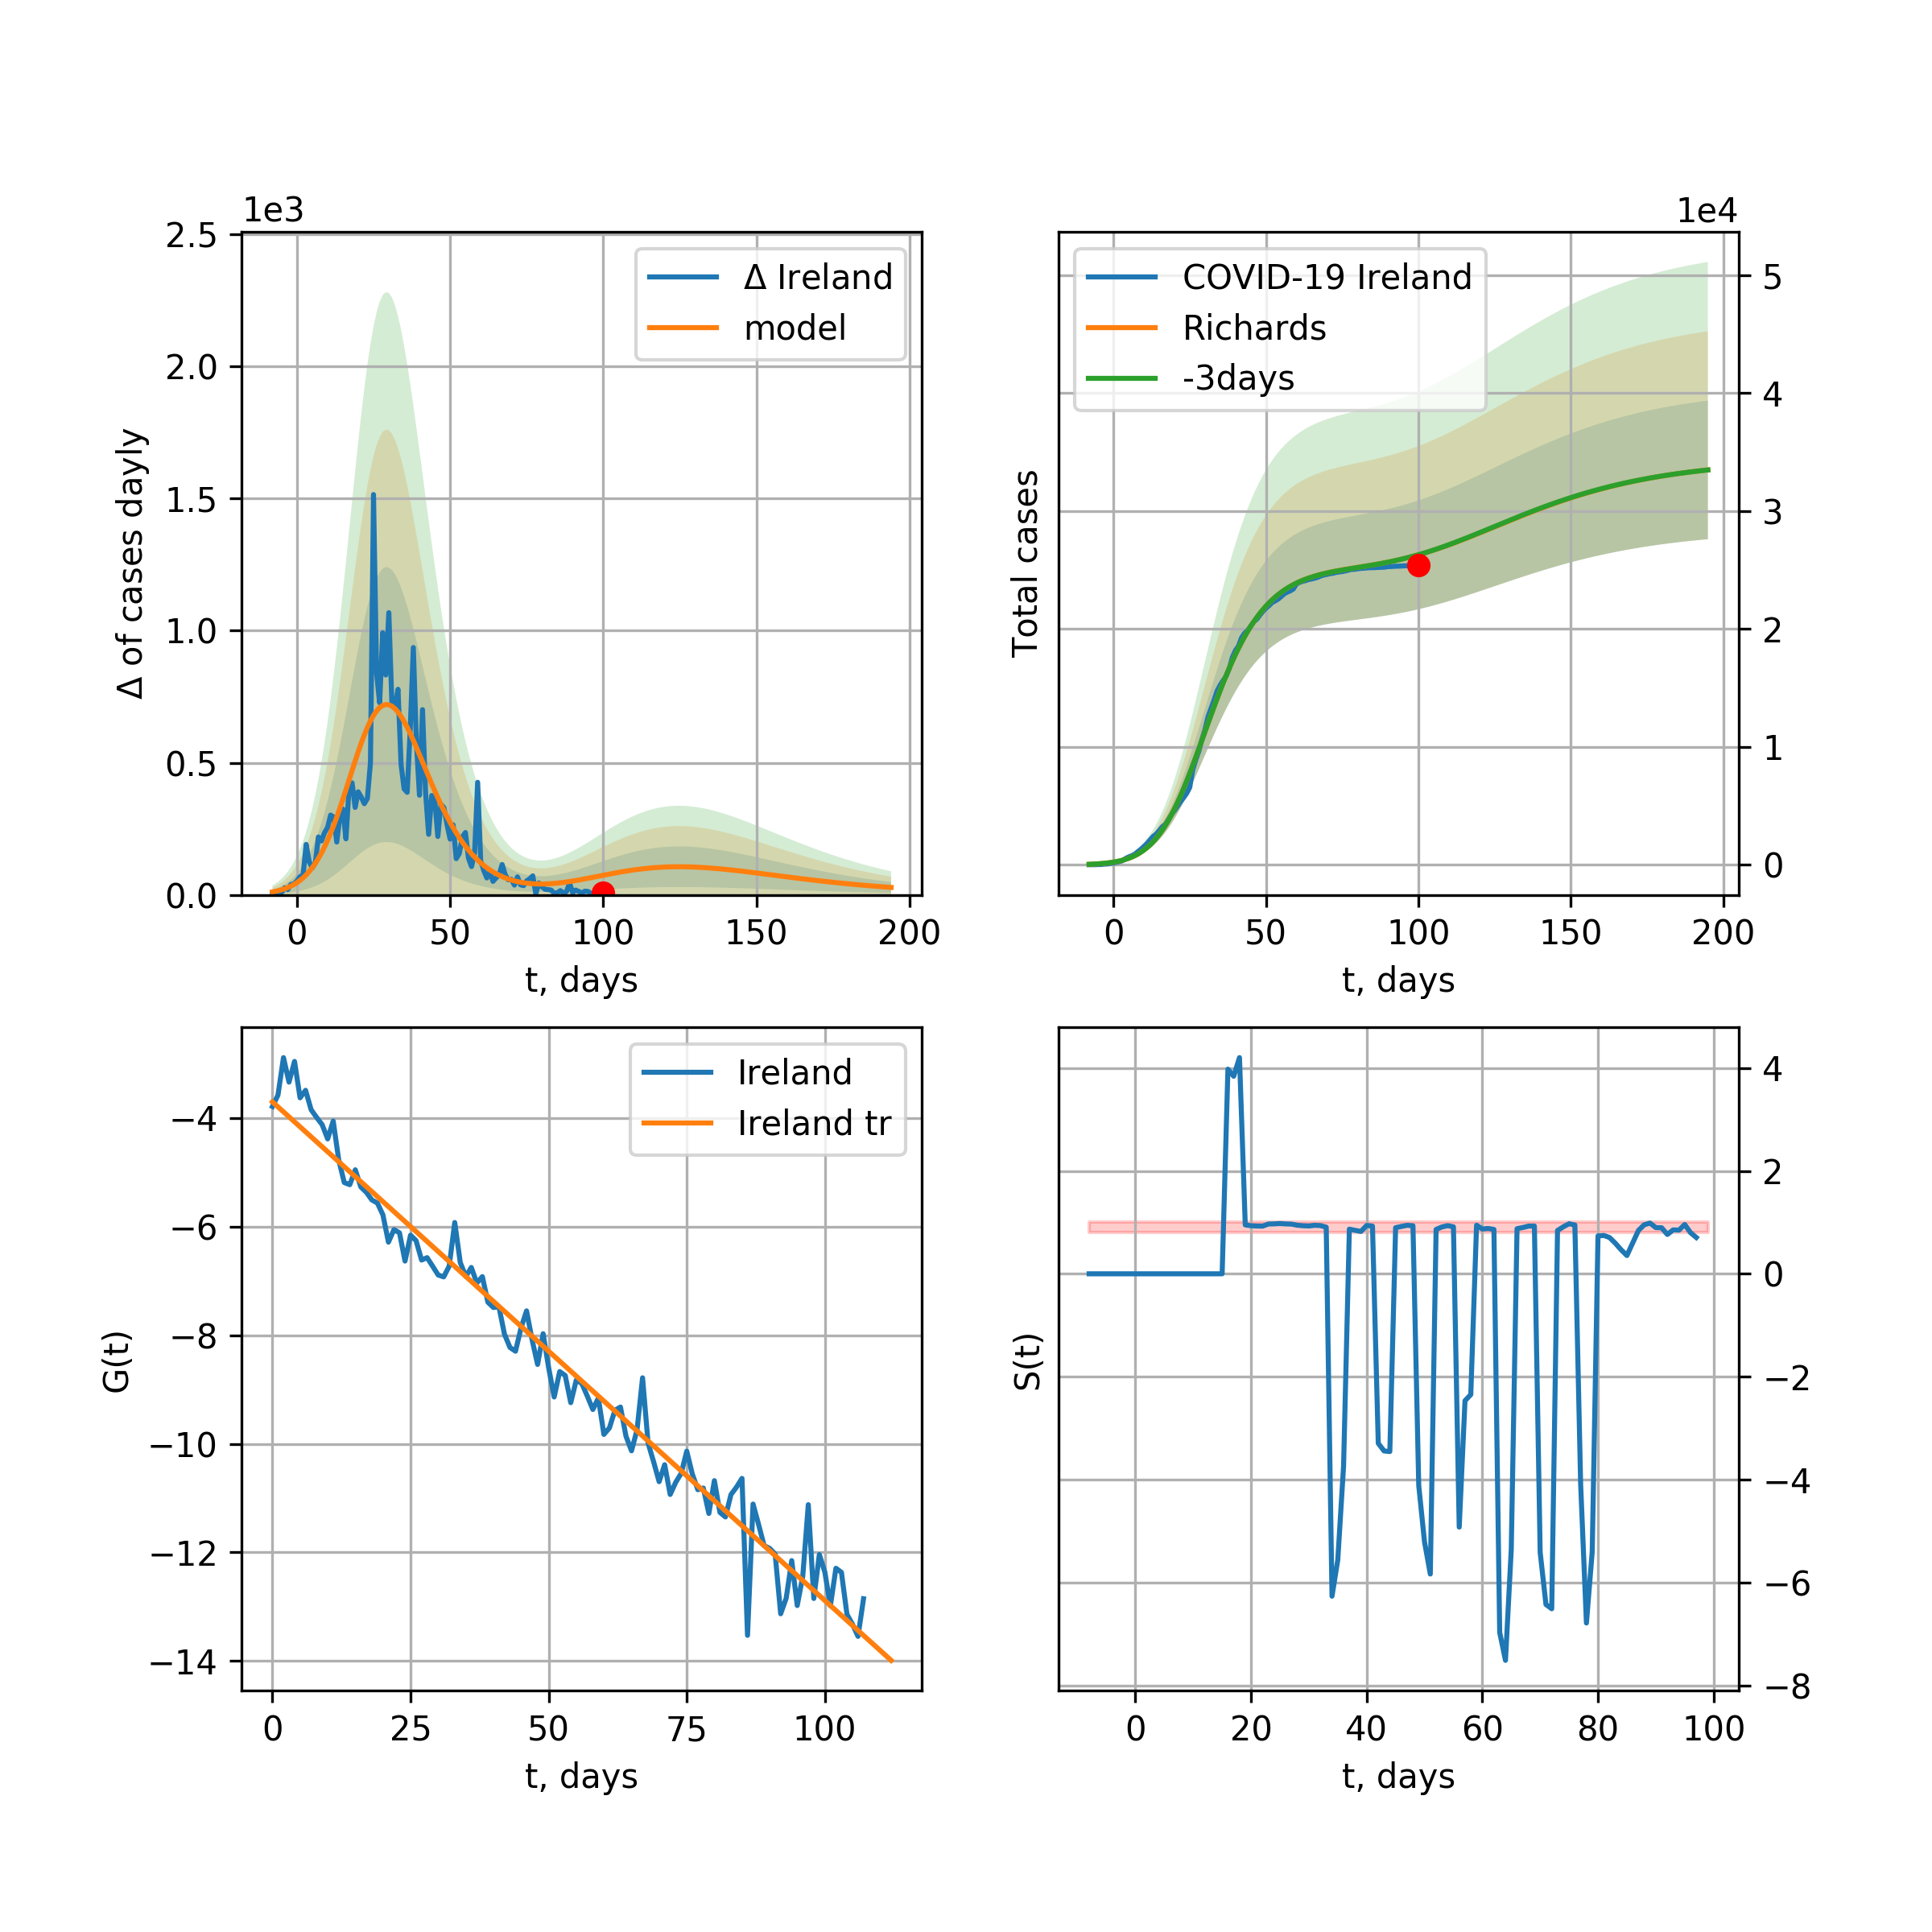 1e3
2.5
2.0
1.5
1.0
0.5
0.0
Δ of cases dayly
Δ Ireland
model
0 50 100 150 200
t, days
1e4
5
4
3
2
1
0
Total cases
COVID-19 Ireland
Richards
-3days
0 50 100 150 200
t, days
−4
−6
−8
−10
−12
−14
G(t)
Ireland
Ireland tr
0 25 50 75 100
t, days
4
2
0
−2
−4
−6
−8
S(t)
0 20 40 60 80 100
t, days